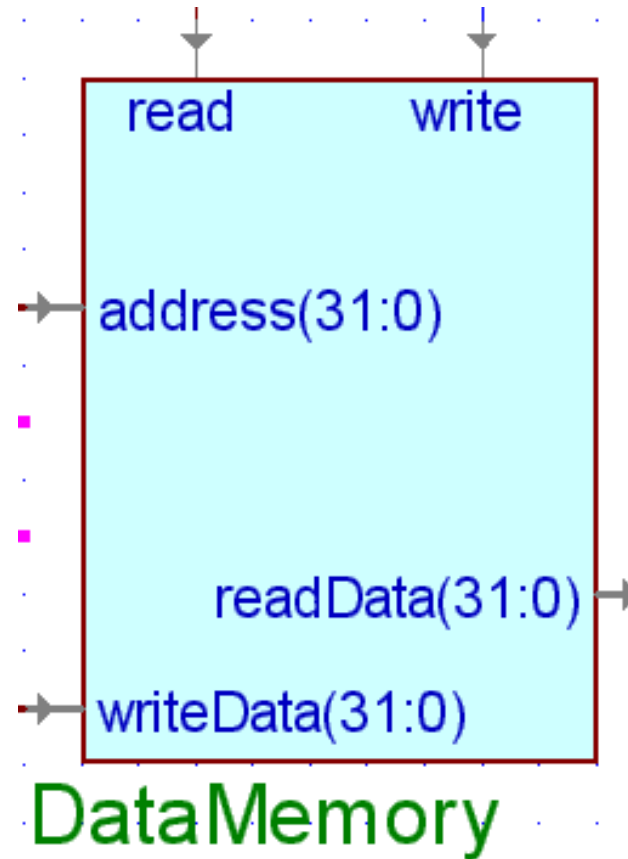 read write
address(31:0)
readData(31:0)
writeData(31:0)
DataMemory